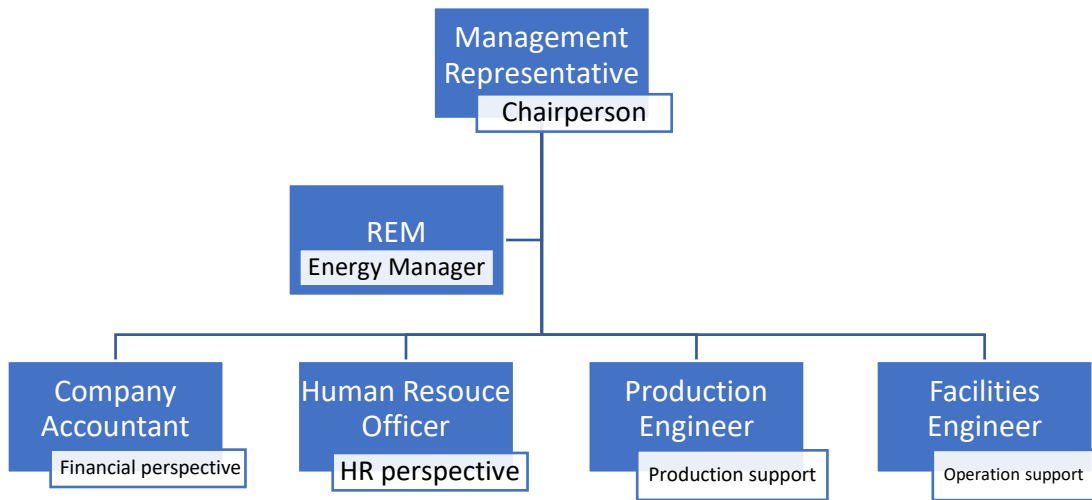 Management
Representative
Chairperson
REM
Energy Manager
Company
Accountant
Financial perspective
Human Resouce
Officer
HR perspective
Production
Engineer
Production support
Facilities
Engineer
Operation support